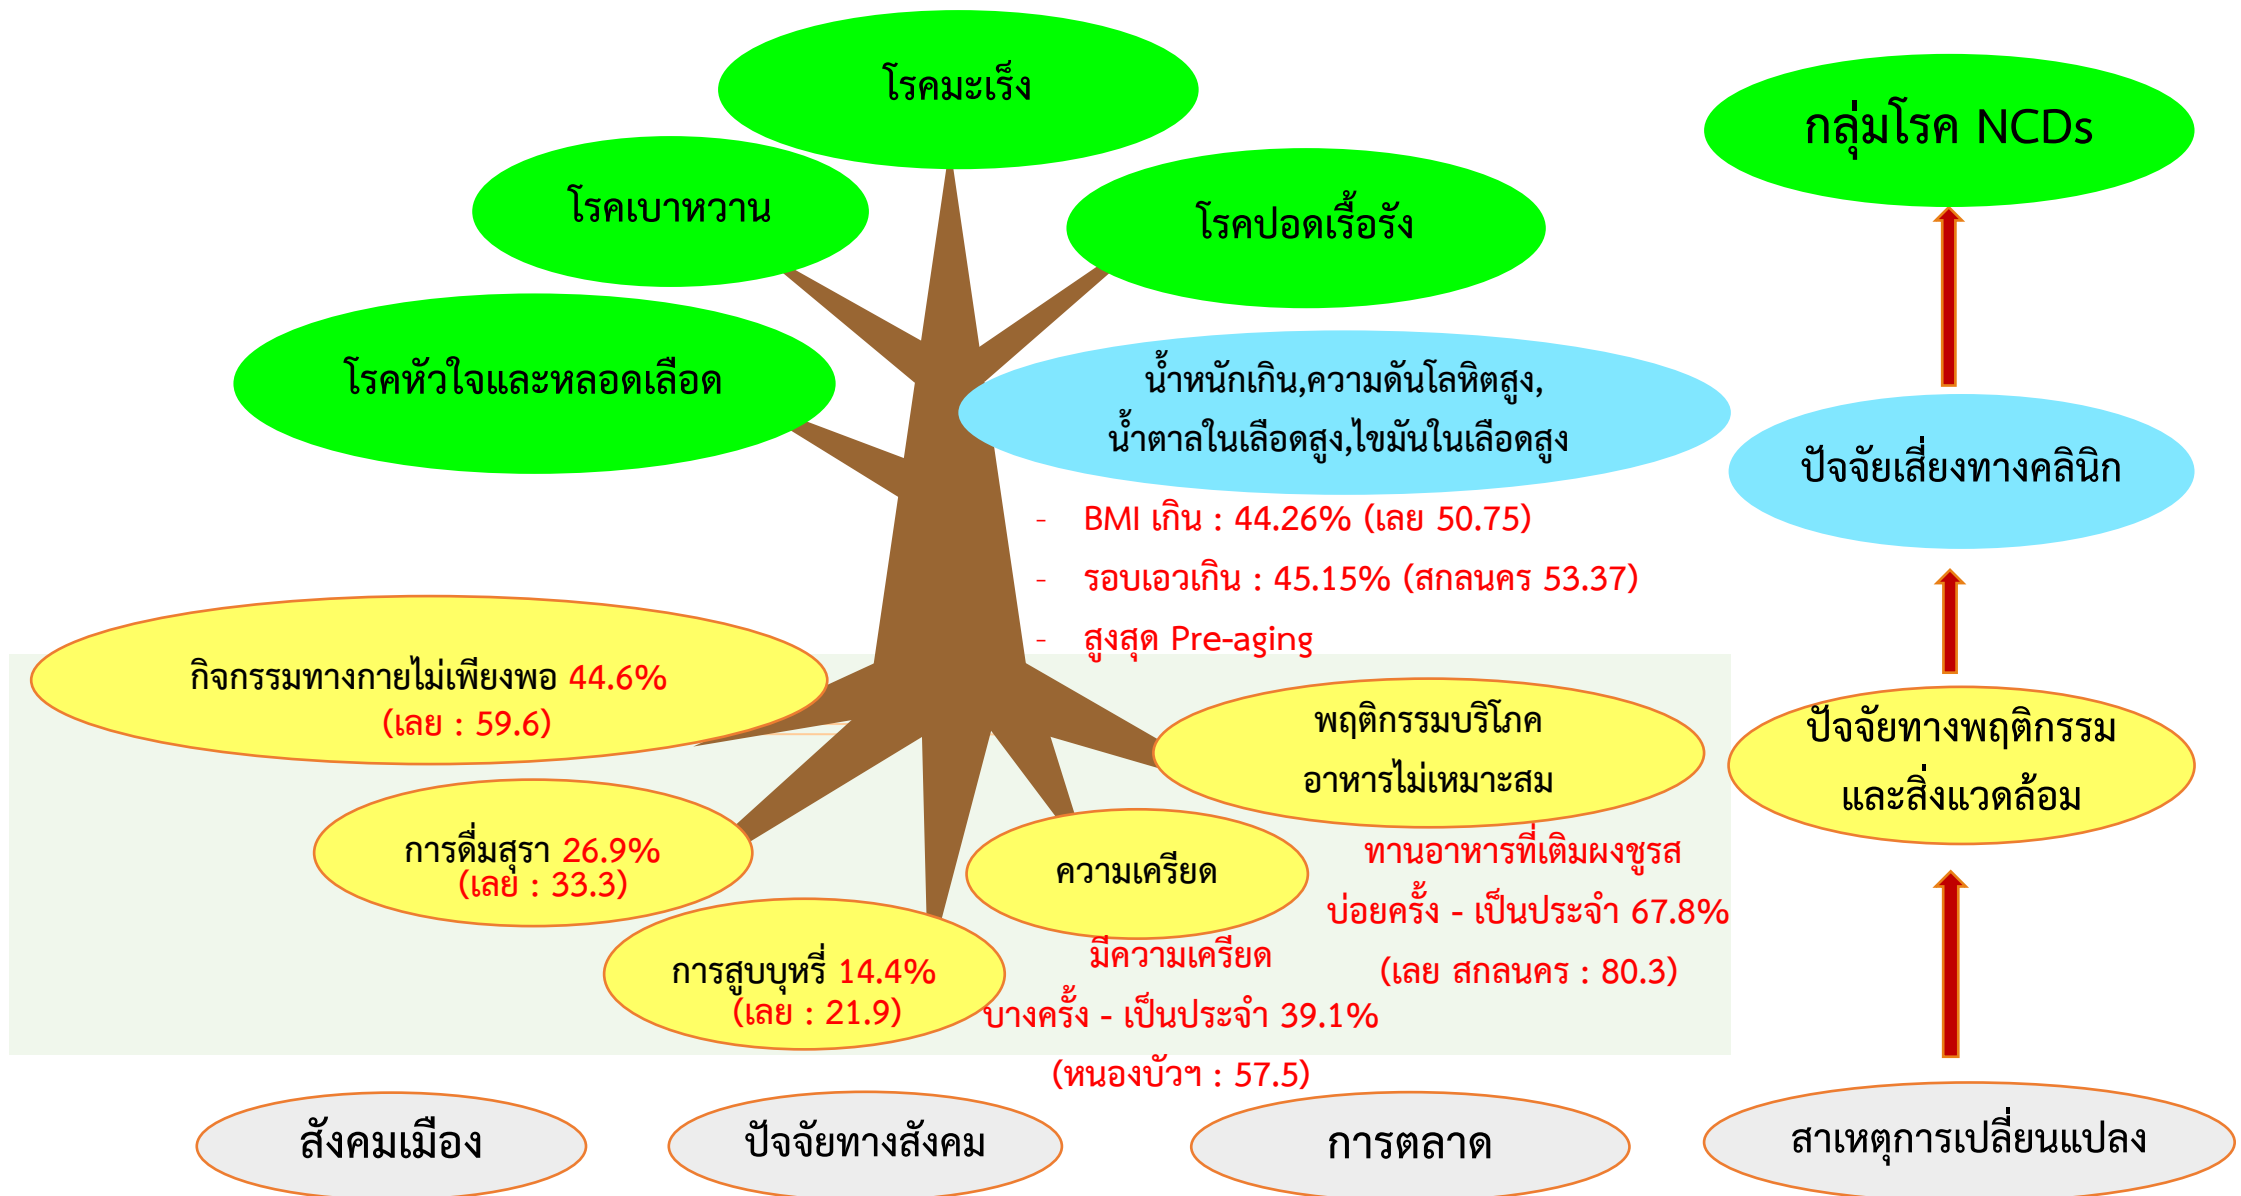 โรคมะเร็ง
กลุ่มโรค NCDs
โรคเบาหวาน
โรคปอดเรื้อรัง
โรคหัวใจและหลอดเลือด
น้ำหนักเกิน,ความดันโลหิตสูง,
น้ำตาลในเลือดสูง,ไขมันในเลือดสูง
ปัจจัยเสี่ยงทางคลินิก
- BMI เกิน : 44.26% (เลย 50.75)
- รอบเอวเกิน : 45.15% (สกลนคร 53.37)
- สูงสุด Pre-aging
กิจกรรมทางกายไม่เพียงพอ 44.6%
(เลย : 59.6)
พฤติกรรมบริโภค
อาหารไม่เหมาะสม
ปัจจัยทางพฤติกรรม
และสิ่งแวดล้อม
การดื่มสุรา 26.9%
(เลย : 33.3)
ความเครียด
ทานอาหารที่เติมผงชูรส
บ่อยครั้ง - เป็นประจำ 67.8%
(เลย สกลนคร : 80.3)
การสูบบุหรี่ 14.4%
(เลย : 21.9)
มีความเครียด
บางครั้ง - เป็นประจำ 39.1%
(หนองบัวฯ : 57.5)
สังคมเมือง
ปัจจัยทางสังคม
การตลาด
สาเหตุการเปลี่ยนแปลง